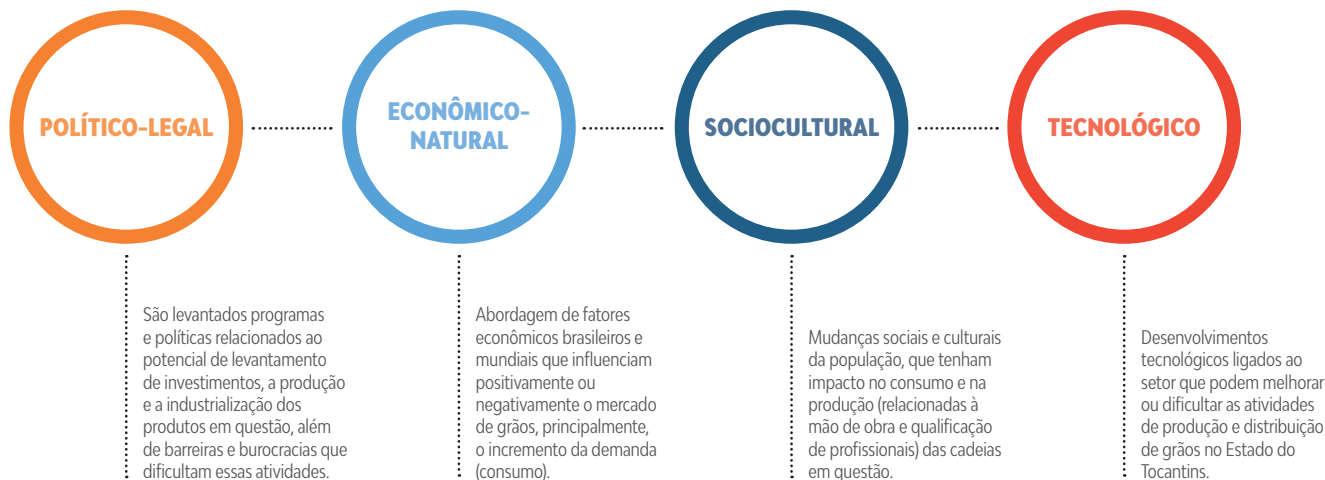 POLÍTICO-LEGAL
ECONÔMICO-
NATURAL
SOCIOCULTURAL
TECNOLÓGICO
São levantados programas
e políticas relacionados ao
potencial de levantamento
de investimentos, a produção
e a industrialização dos
produtos em questão, além
de barreiras e burocracias que
dificultam essas atividades.
Abordagem de fatores
econômicos brasileiros e
mundiais que influenciam
positivamente ou
negativamente o mercado
de grãos, principalmente,
o incremento da demanda
(consumo).
Mudanças sociais e culturais
da população, que tenham
impacto no consumo e na
produção (relacionadas à
mão de obra e qualificação
de profissionais) das cadeias
em questão.
Desenvolvimentos
tecnológicos ligados ao
setor que podem melhorar
ou dificultar as atividades
de produção e distribuição
de grãos no Estado do
Tocantins.